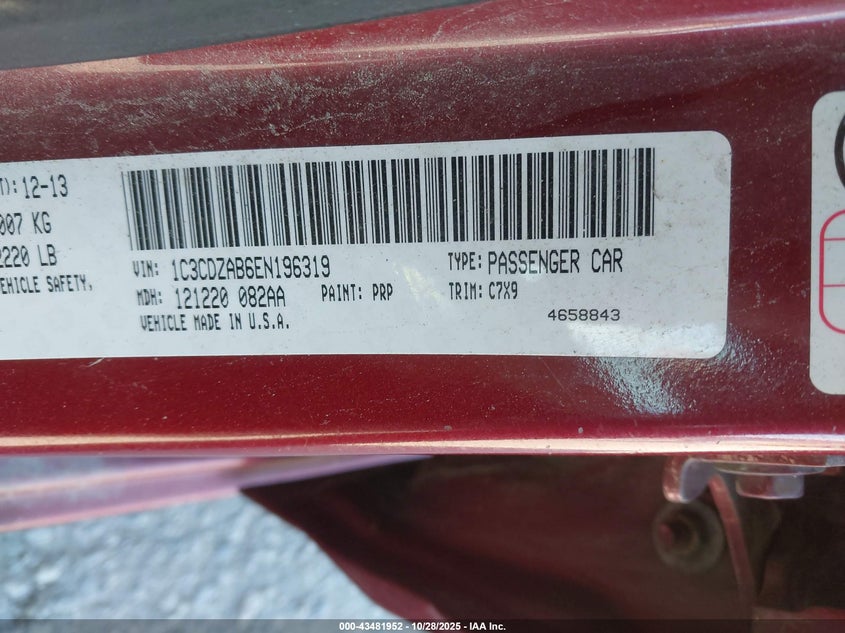 T): 12-13
007 KG
2220 LB
VEHICLE SAFETY,
VIN: 1C3CDZAB6EN196319 TYPE: PASSENGER CAR
MDH: 121220 082AA PAINT: PRP TRIM: C7X9
VEHICLE MADE IN U.S.A. 4658843
000-43481952 - 10/28/2025 - IAA Inc.